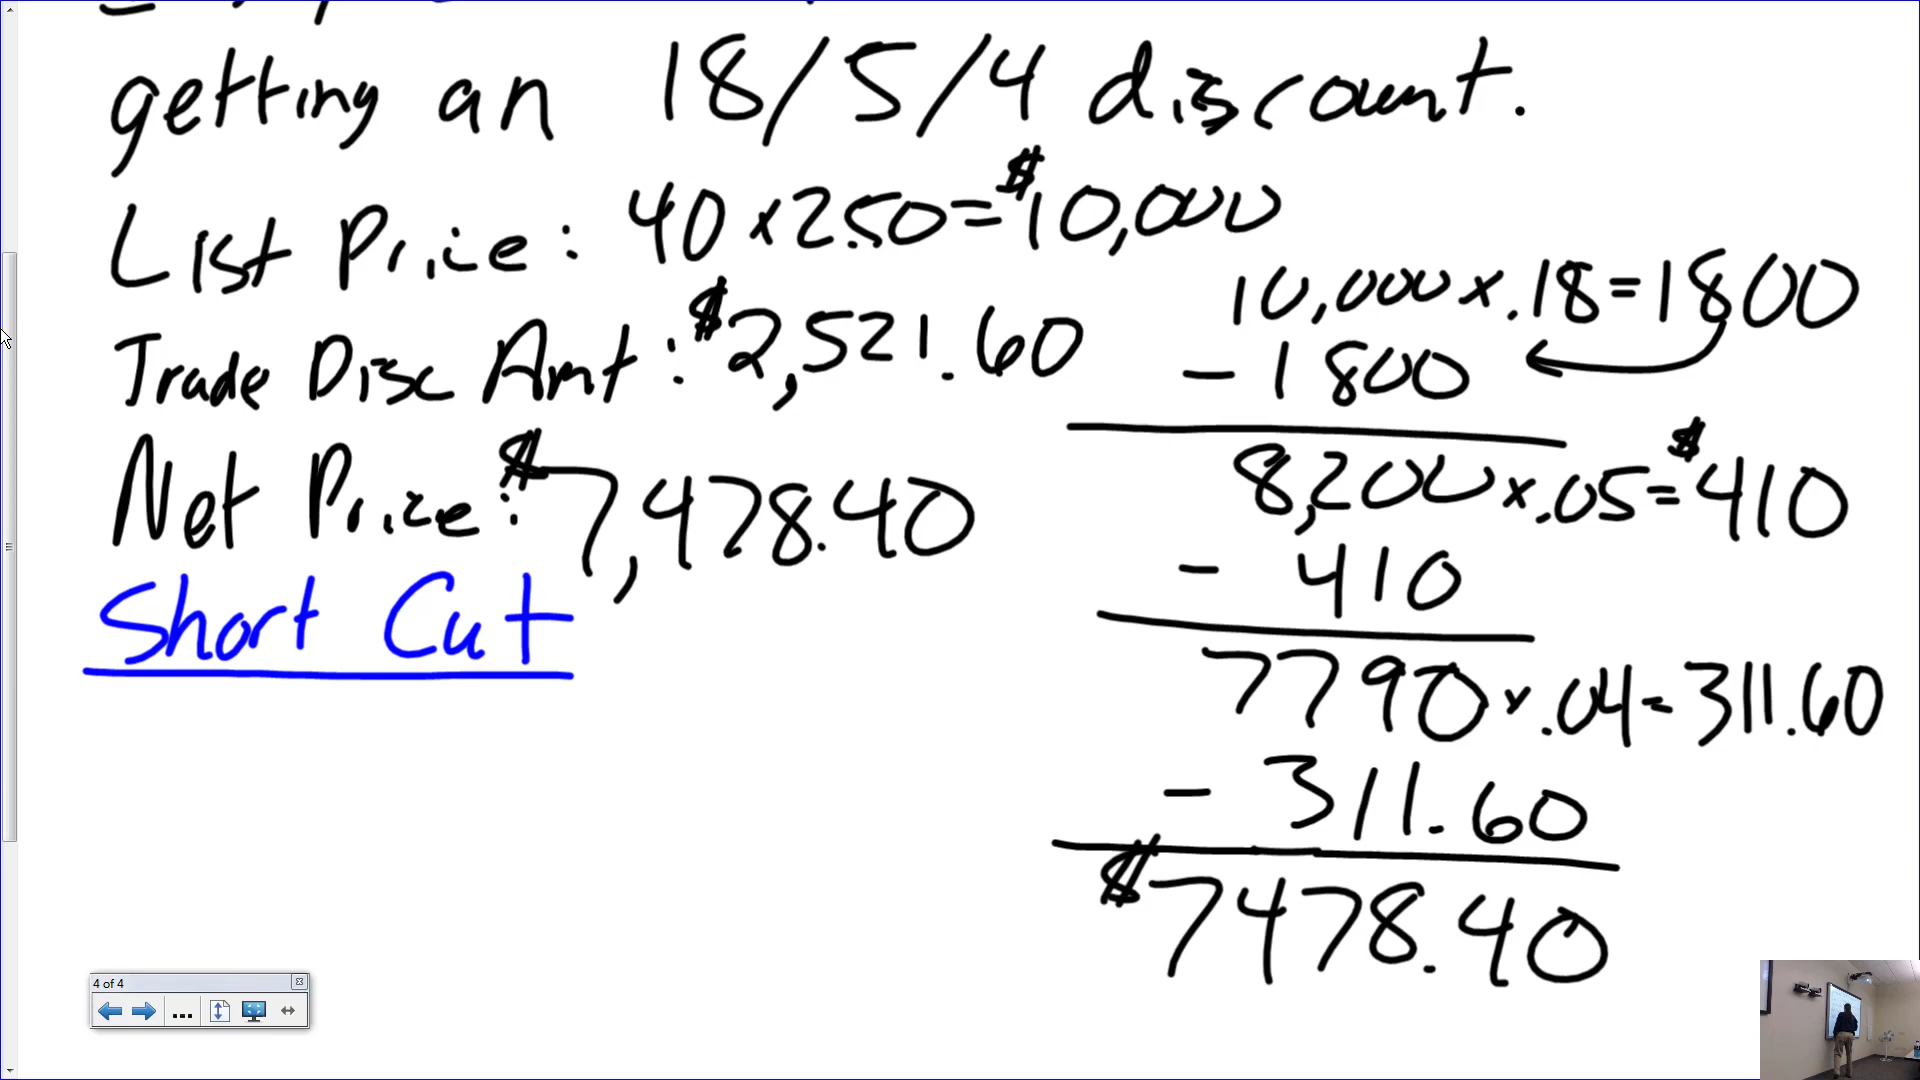 getting an 18/5/4 discount.
List Price: 40 x 250 = $10,000
Trade Disc Amt: $2,521.60
Net Price: $7,478.40
Short Cut
10,000 x .18 = 1800
- 1800
8,200 x .05 = $410
- 410
7790 x .04 = 311.60
- 311.60
$7478.40
4 of 4